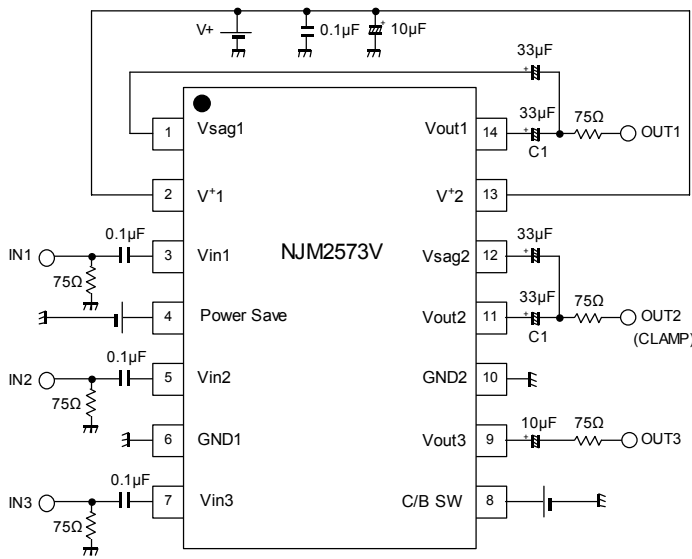 V+
0.1µF
10µF
33µF
33µF
75Ω
OUT1
C1
1
Vsag1
Vout1
14
2
V+1
V+2
13
NJM2573V
0.1µF
IN1
75Ω
3
Vin1
Vsag2
12
33µF
4
Power Save
Vout2
11
33µF
C1
75Ω
OUT2
(CLAMP)
0.1µF
IN2
75Ω
5
Vin2
GND2
10
6
GND1
Vout3
9
10µF
75Ω
OUT3
0.1µF
IN3
75Ω
7
Vin3
C/B SW
8